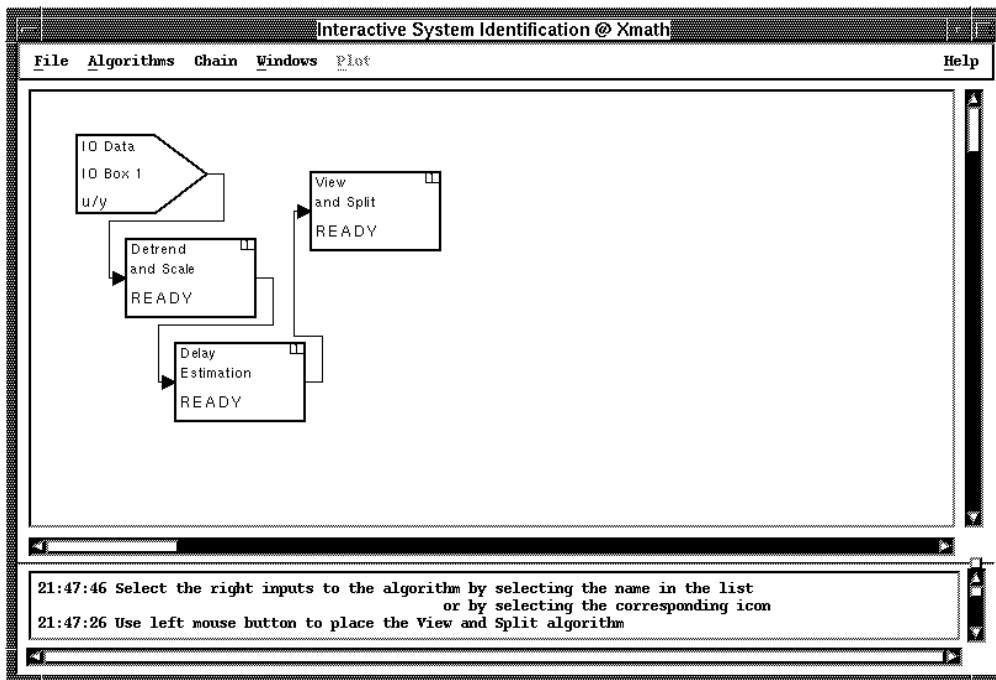 Interactive System Identification @ Xmath
File Algorithms Chain Windows Plot Help
IO Data
IO Box 1
u/y
View
and Split
READY
Detrend
and Scale
READY
Delay
Estimation
READY
21:47:46 Select the right inputs to the algorithm by selecting the name in the list
or by selecting the corresponding icon
21:47:26 Use left mouse button to place the View and Split algorithm